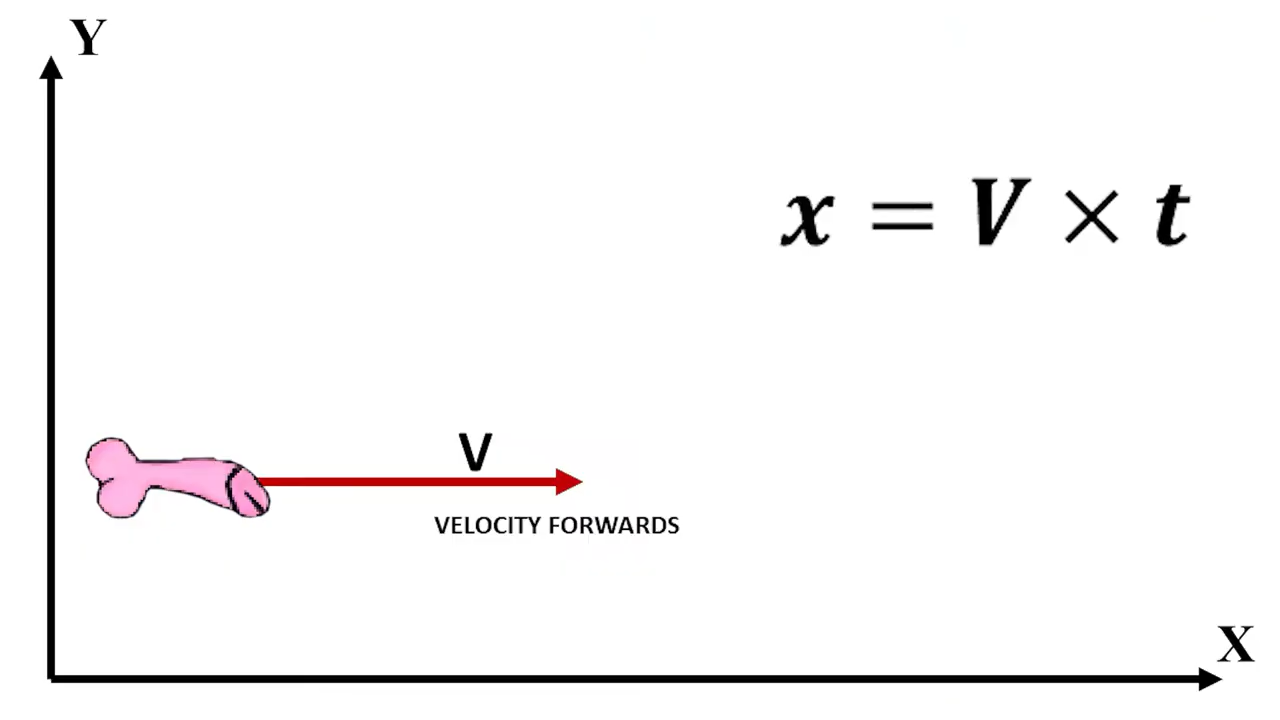 Y
x = V × t
V
VELOCITY FORWARDS
X